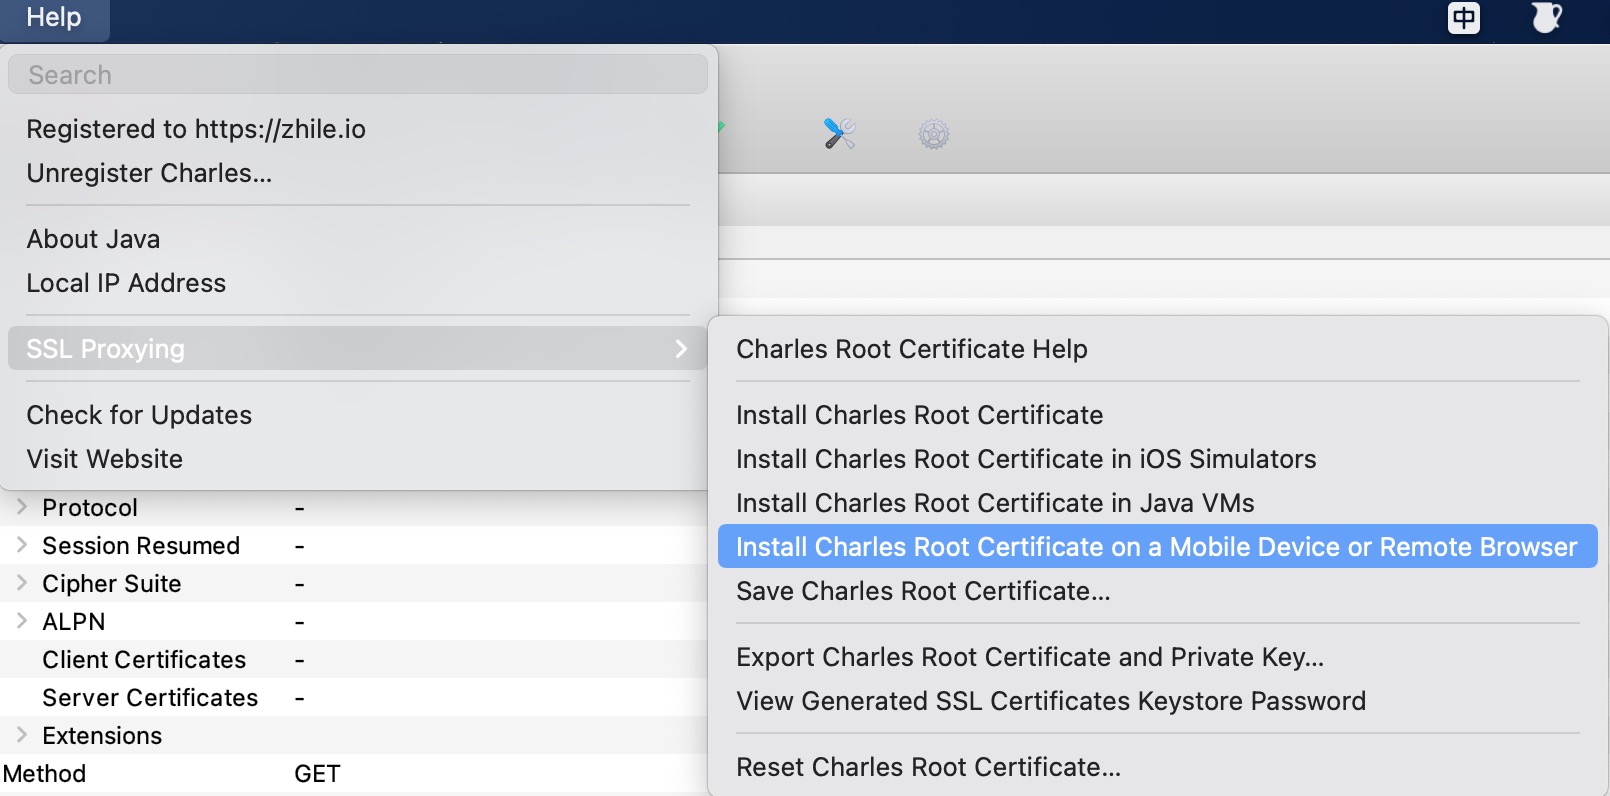 Help
中
Search
Registered to https://zhile.io
Unregister Charles...
About Java
Local IP Address
SSL Proxying
Check for Updates
Visit Website
Charles Root Certificate Help
Install Charles Root Certificate
Install Charles Root Certificate in iOS Simulators
Install Charles Root Certificate in Java VMs
Install Charles Root Certificate on a Mobile Device or Remote Browser
Save Charles Root Certificate...
Export Charles Root Certificate and Private Key...
View Generated SSL Certificates Keystore Password
Reset Charles Root Certificate...
Protocol -
Session Resumed -
Cipher Suite -
ALPN -
Client Certificates -
Server Certificates -
Extensions
Method GET